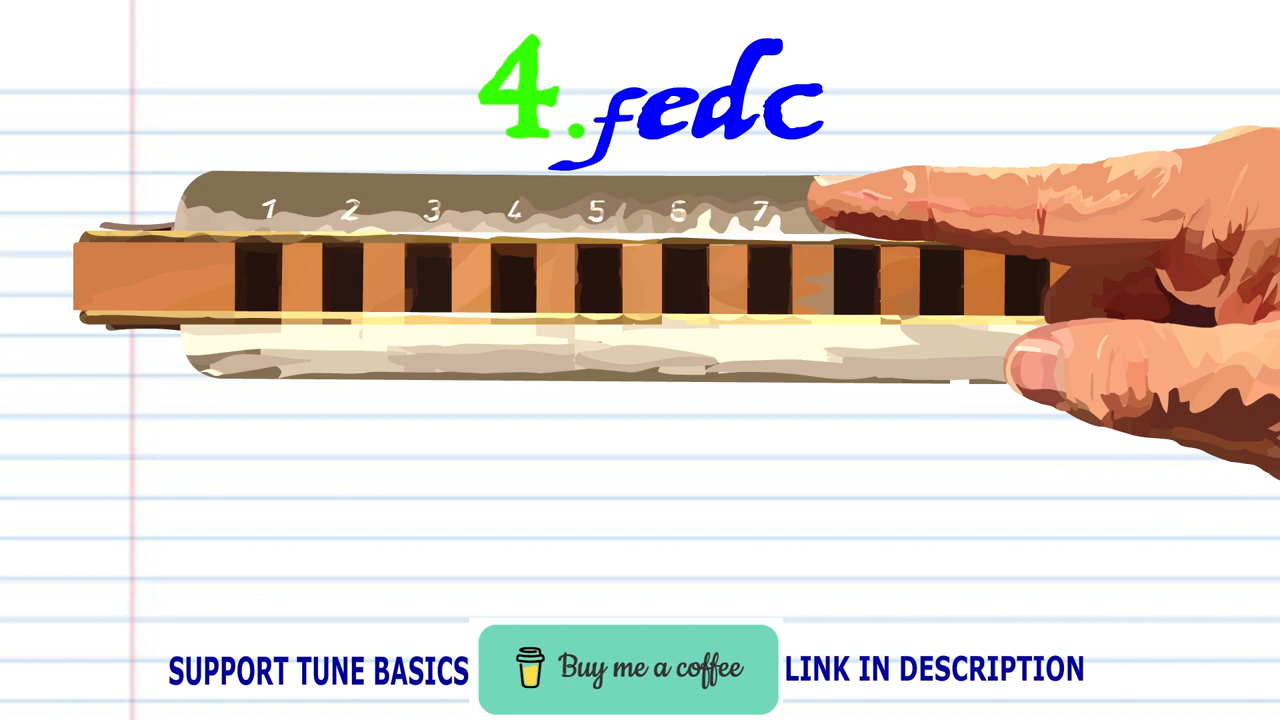 4. fedc
1 2 3 4 5 6 7
SUPPORT TUNE BASICS Buy me a coffee LINK IN DESCRIPTION